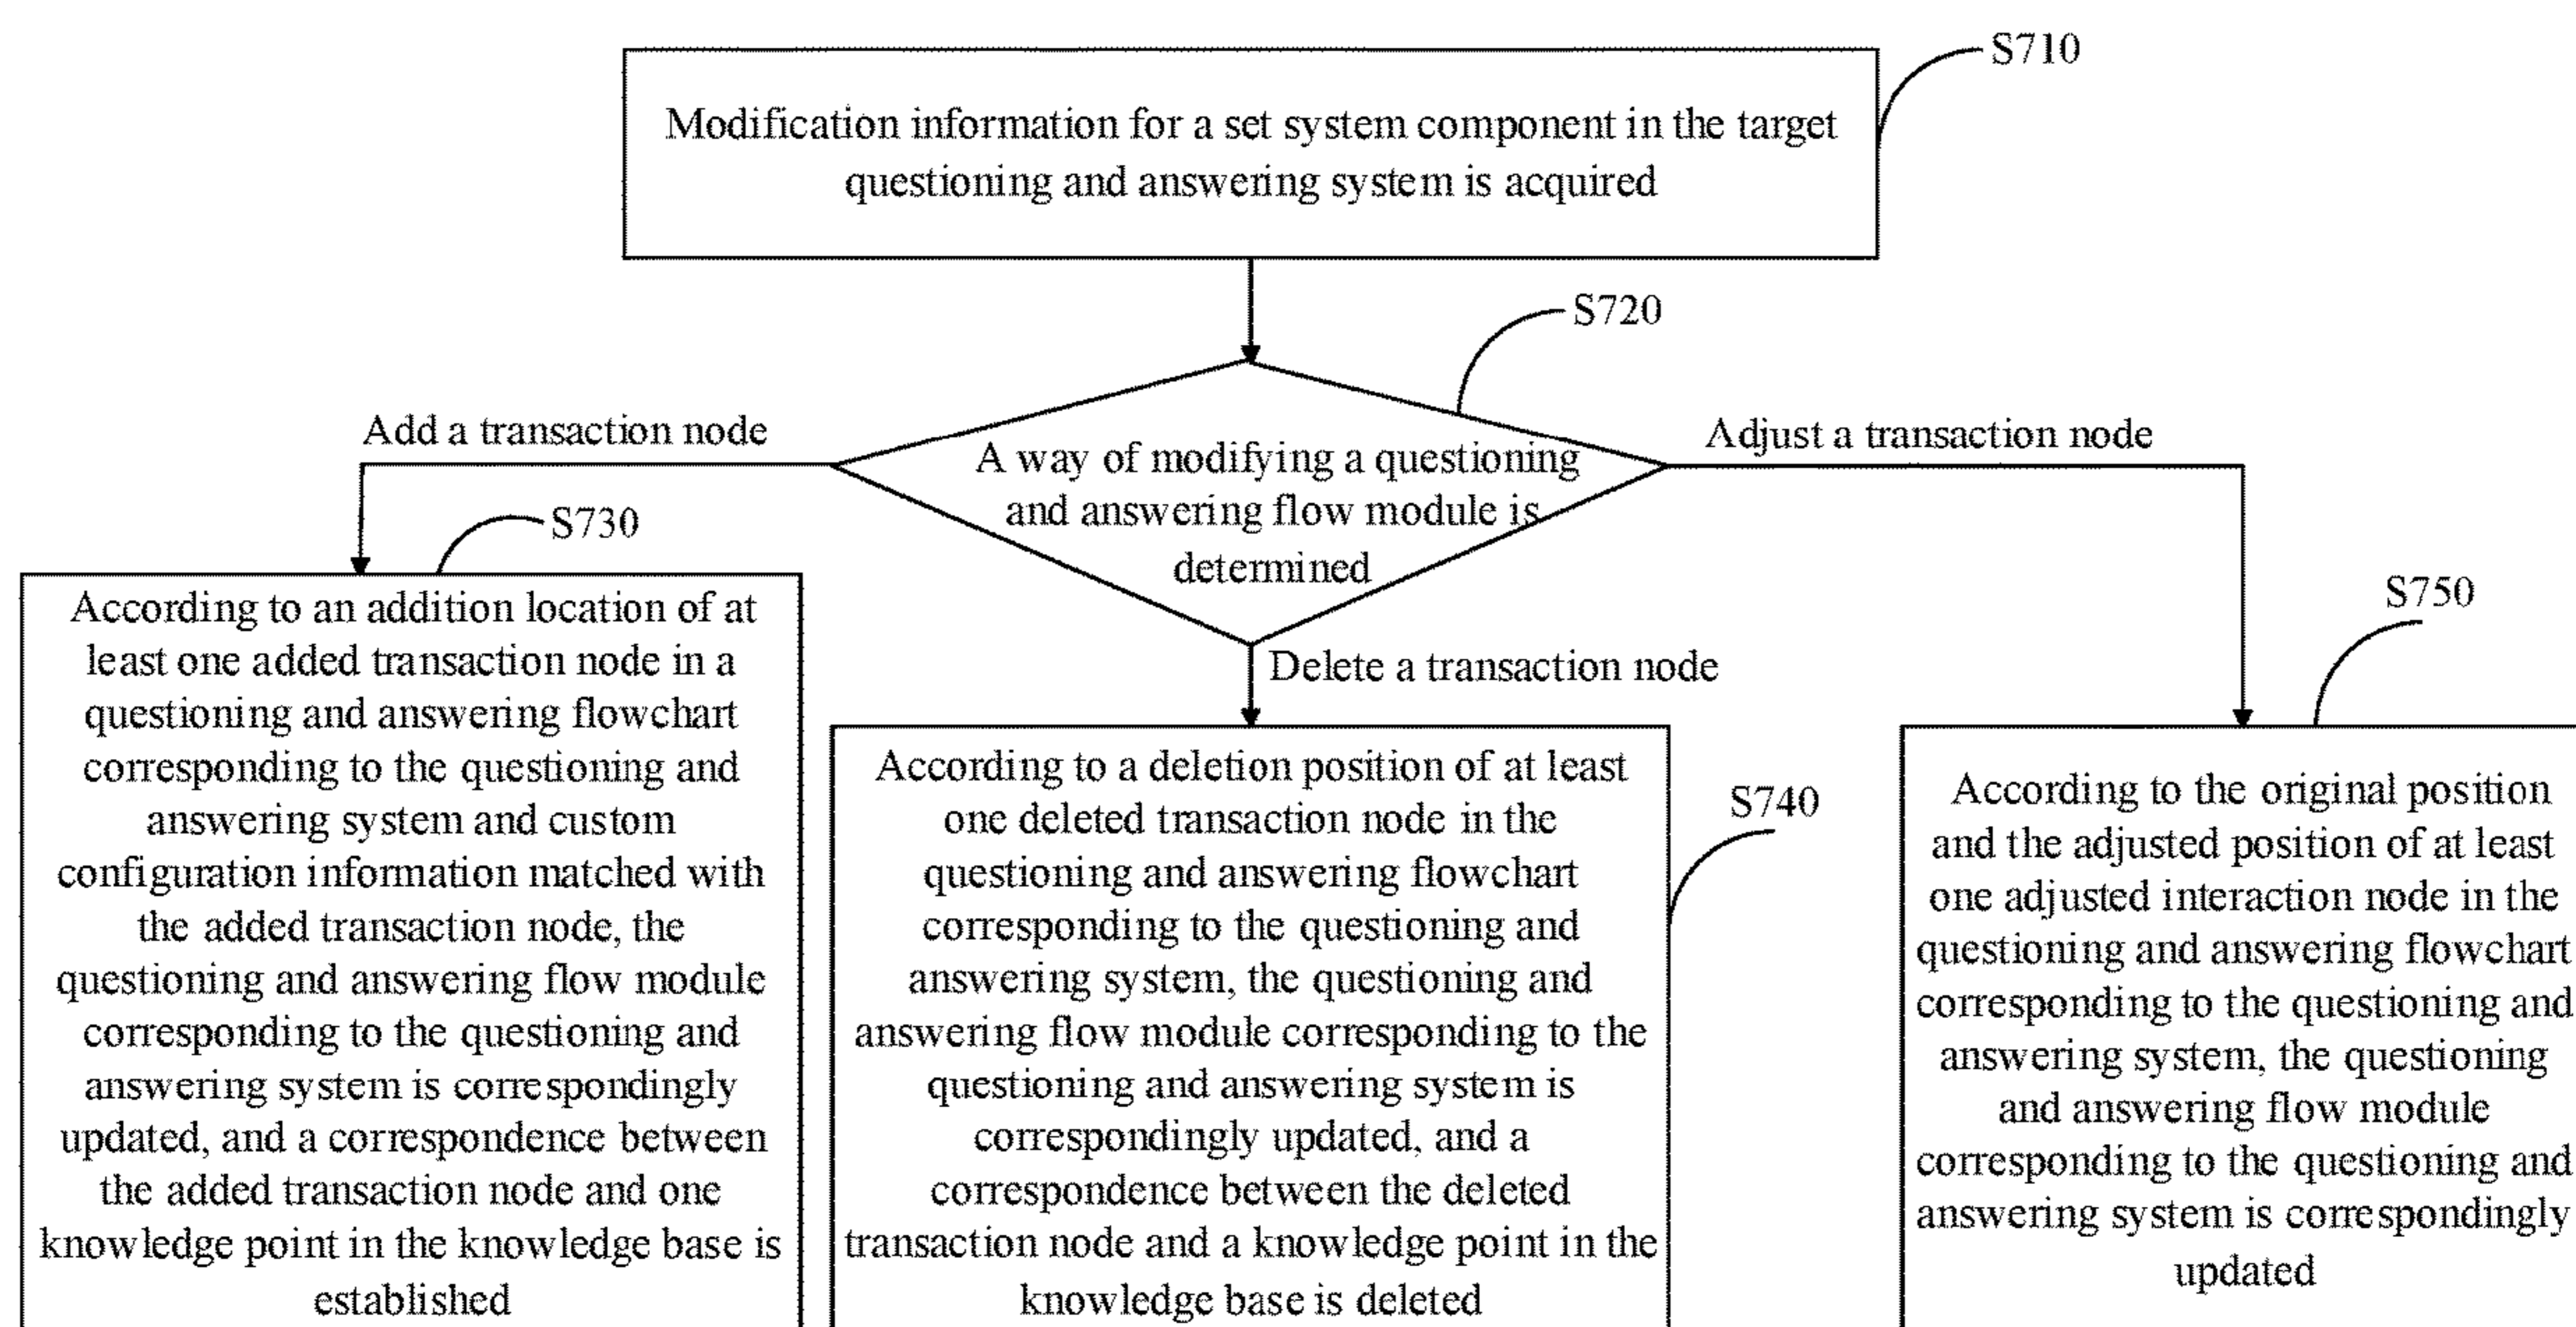 S710
Modification information for a set system component in the target
questioning and answering system is acquired
S720
Add a transaction node
A way of modifying a questioning
and answering flow module is
determined
Adjust a transaction node
S730
According to an addition location of at
least one added transaction node in a
questioning and answering flowchart
corresponding to the questioning and
answering system and custom
configuration information matched with
the added transaction node, the
questioning and answering flow module
corresponding to the questioning and
answering system is correspondingly
updated, and a correspondence between
the added transaction node and one
knowledge point in the knowledge base is
established
Delete a transaction node
S740
According to a deletion position of at least
one deleted transaction node in the
questioning and answering flowchart
corresponding to the questioning and
answering system, the questioning and
answering flow module corresponding to the
questioning and answering system is
correspondingly updated, and a
correspondence between the deleted
transaction node and a knowledge point in the
knowledge base is deleted
S750
According to the original position
and the adjusted position of at least
one adjusted interaction node in the
questioning and answering flowchart
corresponding to the questioning and
answering system, the questioning
and answering flow module
corresponding to the questioning and
answering system is correspondingly
updated